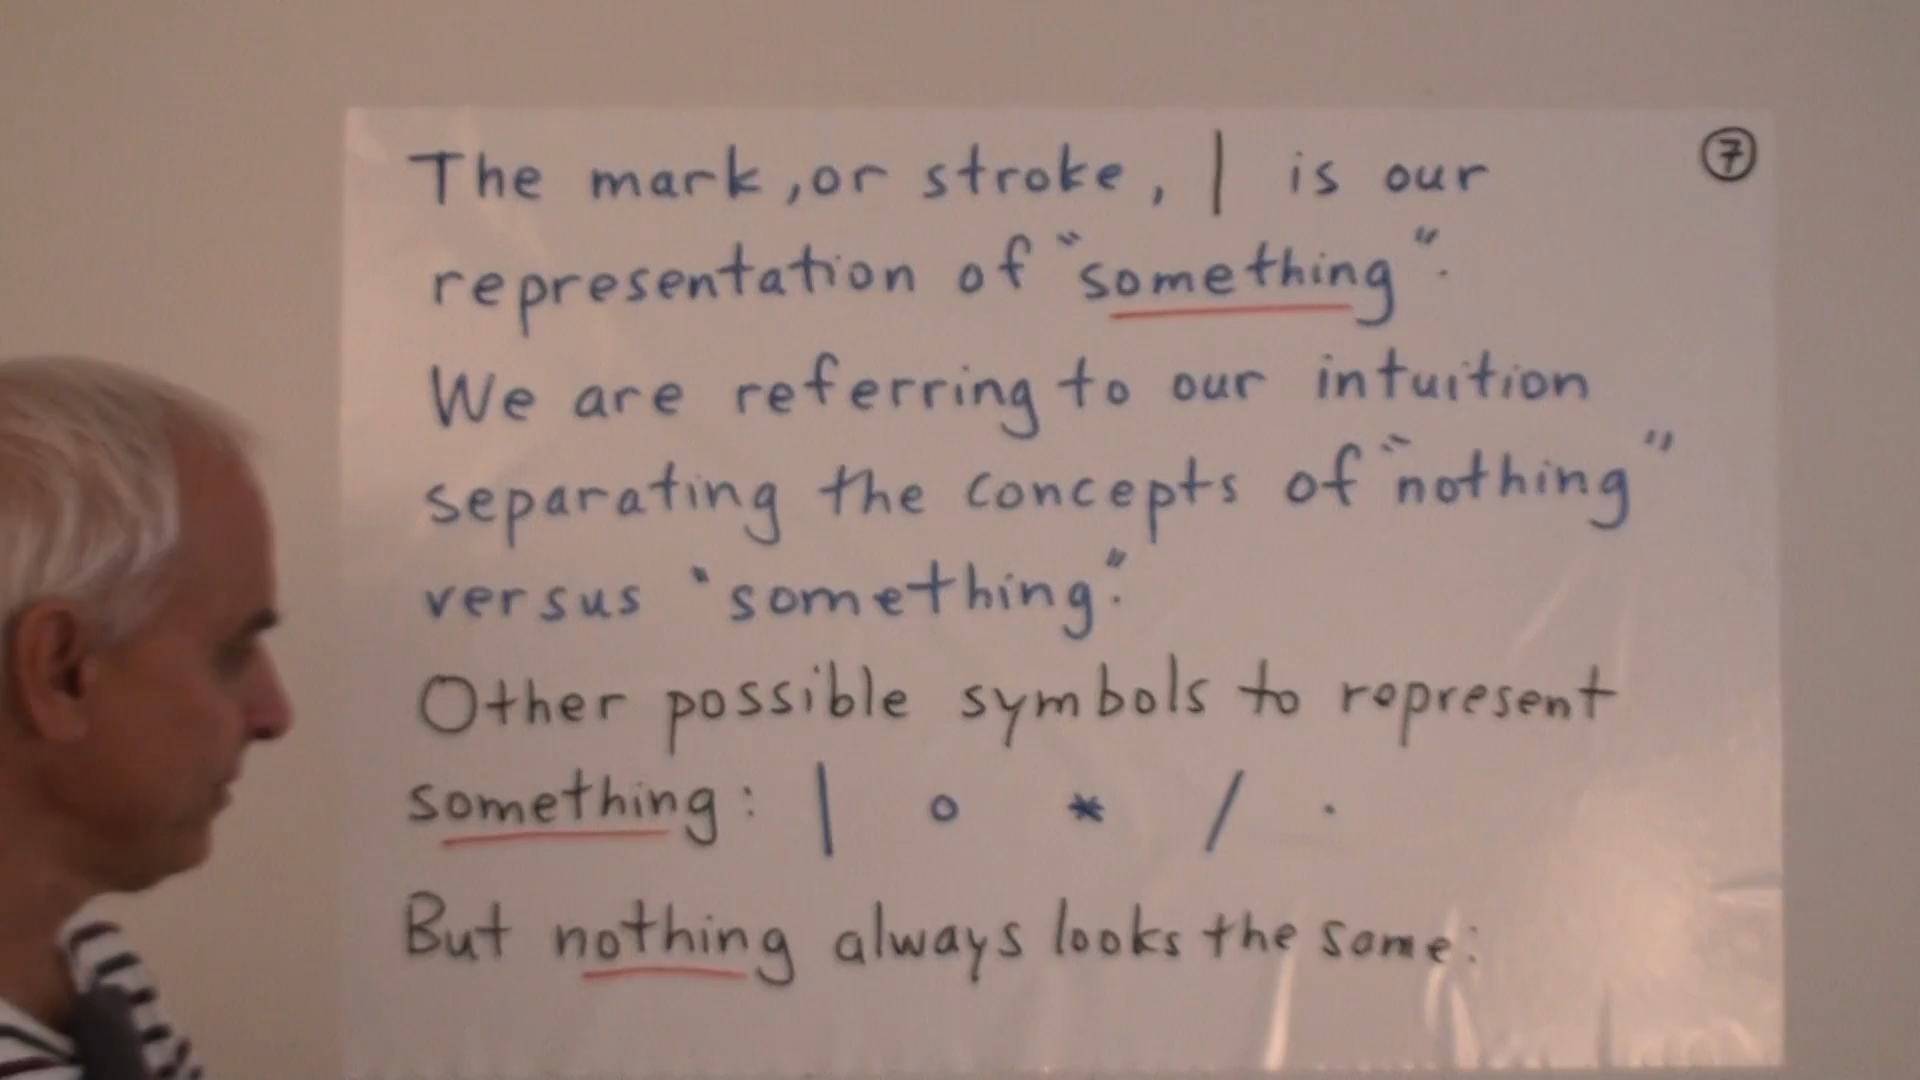 The mark, or stroke, | is our
7
representation of "something".
We are referring to our intuition
separating the concepts of "nothing"
versus "something".
Other possible symbols to represent
something: | o * / ·
But nothing always looks the same: